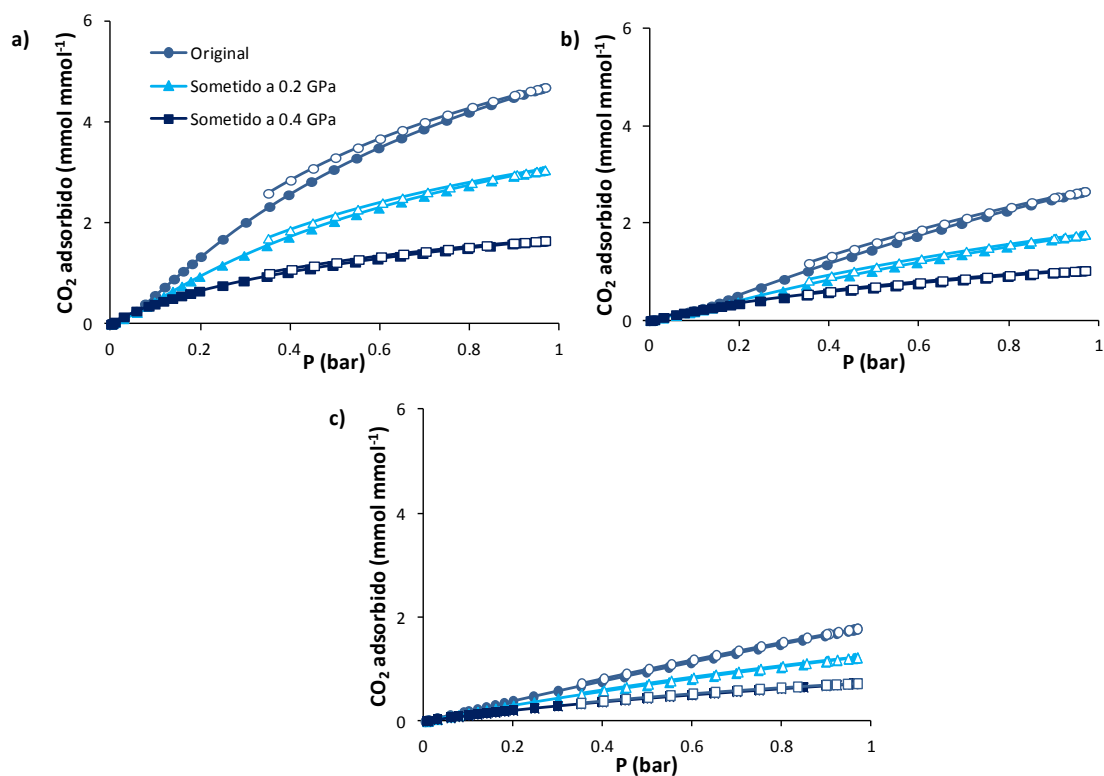 a)
CO₂ adsorbido (mmol mmol⁻¹)
6
4
2
0
Original
Sometido a 0.2 GPa
Sometido a 0.4 GPa
0 0.2 0.4 0.6 0.8 1
P (bar)
b)
CO₂ adsorbido (mmol mmol⁻¹)
6
4
2
0
0 0.2 0.4 0.6 0.8 1
P (bar)
c)
CO₂ adsorbido (mmol mmol⁻¹)
6
4
2
0
0 0.2 0.4 0.6 0.8 1
P (bar)